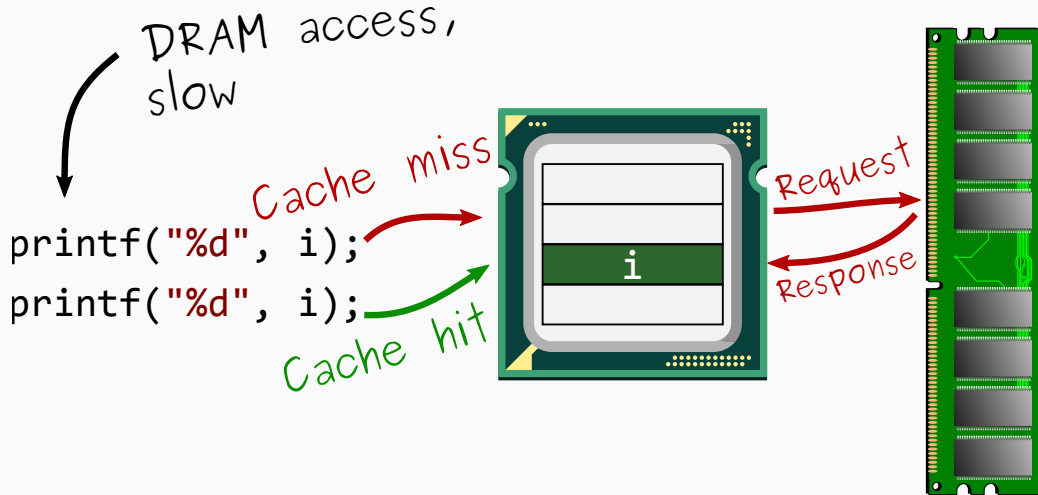 DRAM access,
slow
Cache miss
printf("%d", i);
printf("%d", i);
Cache hit
i
Request
Response